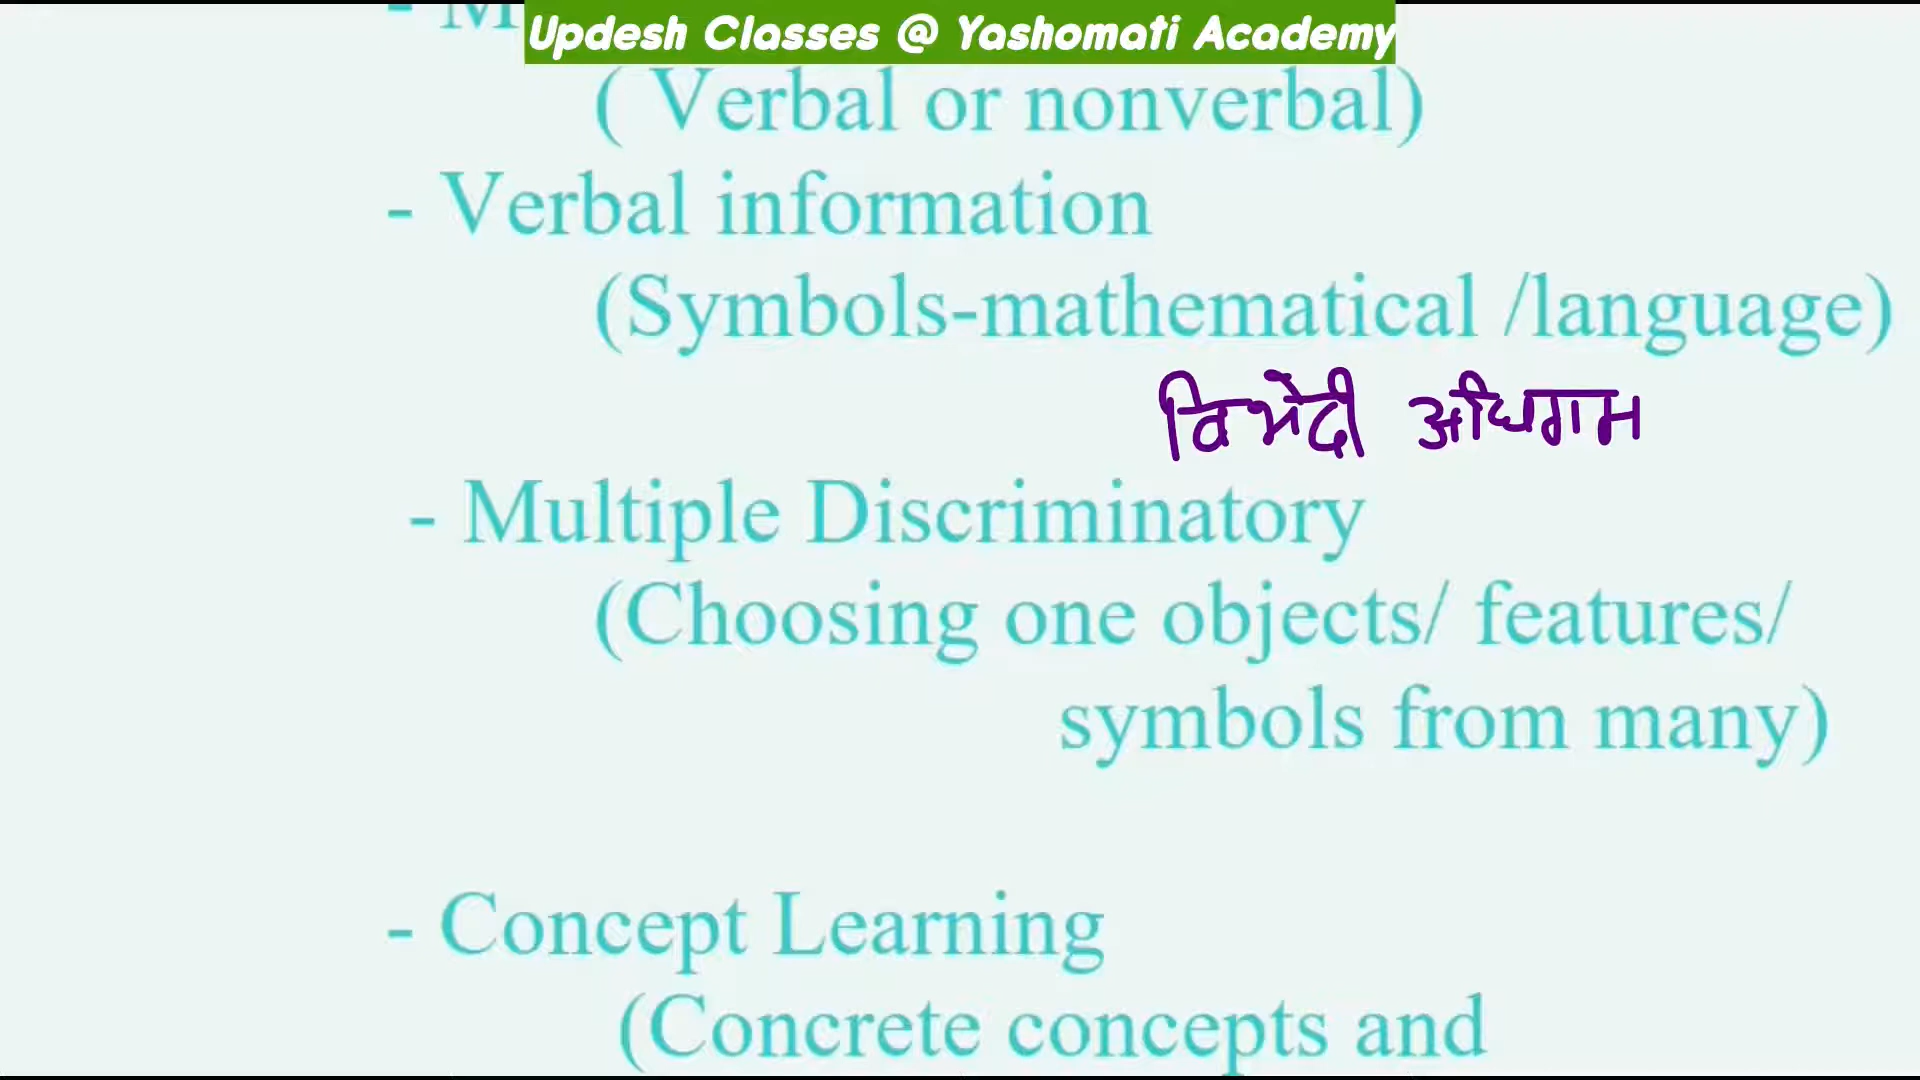 Updesh Classes @ Yashomati Academy
( Verbal or nonverbal)
- Verbal information
(Symbols-mathematical /language)
विभेदी अधिगम
- Multiple Discriminatory
(Choosing one objects/ features/
symbols from many)
- Concept Learning
(Concrete concepts and